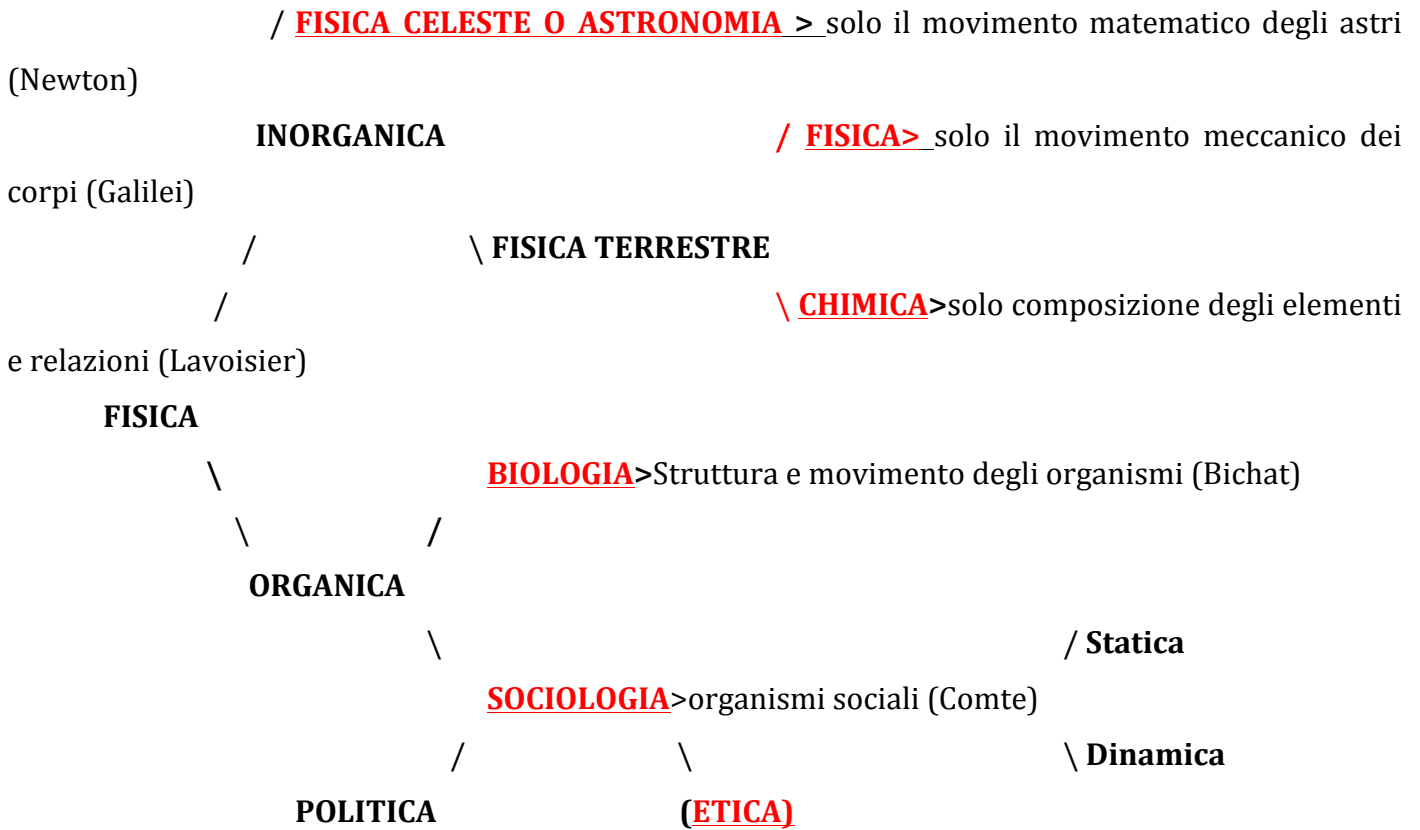 / FISICA CELESTE O ASTRONOMIA > solo il movimento matematico degli astri
(Newton)
INORGANICA / FISICA> solo il movimento meccanico dei
corpi (Galilei)
/ \ FISICA TERRESTRE
/ \ CHIMICA>solo composizione degli elementi
e relazioni (Lavoisier)
FISICA
\ BIOLOGIA>Struttura e movimento degli organismi (Bichat)
\ /
ORGANICA
\ / Statica
SOCIOLOGIA>organismi sociali (Comte)
/ \ \ Dinamica
POLITICA (ETICA)